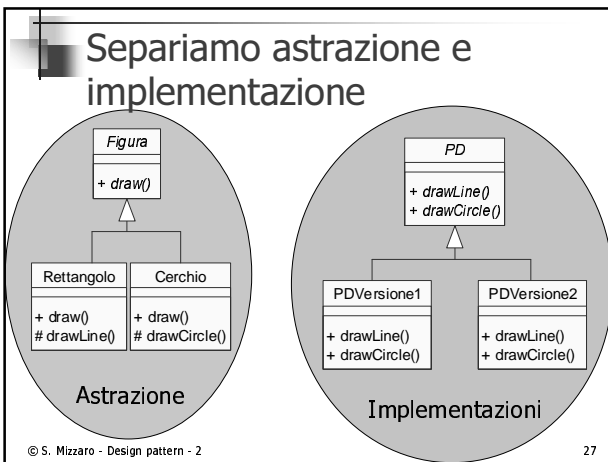 Separiamo astrazione e
implementazione
Figura
+ draw()
Rettangolo
+ draw()
# drawLine()
Cerchio
+ draw()
# drawCircle()
Astrazione
PD
+ drawLine()
+ drawCircle()
PDVersione1
+ drawLine()
+ drawCircle()
PDVersione2
+ drawLine()
+ drawCircle()
Implementazioni
© S. Mizzaro - Design pattern - 2
27